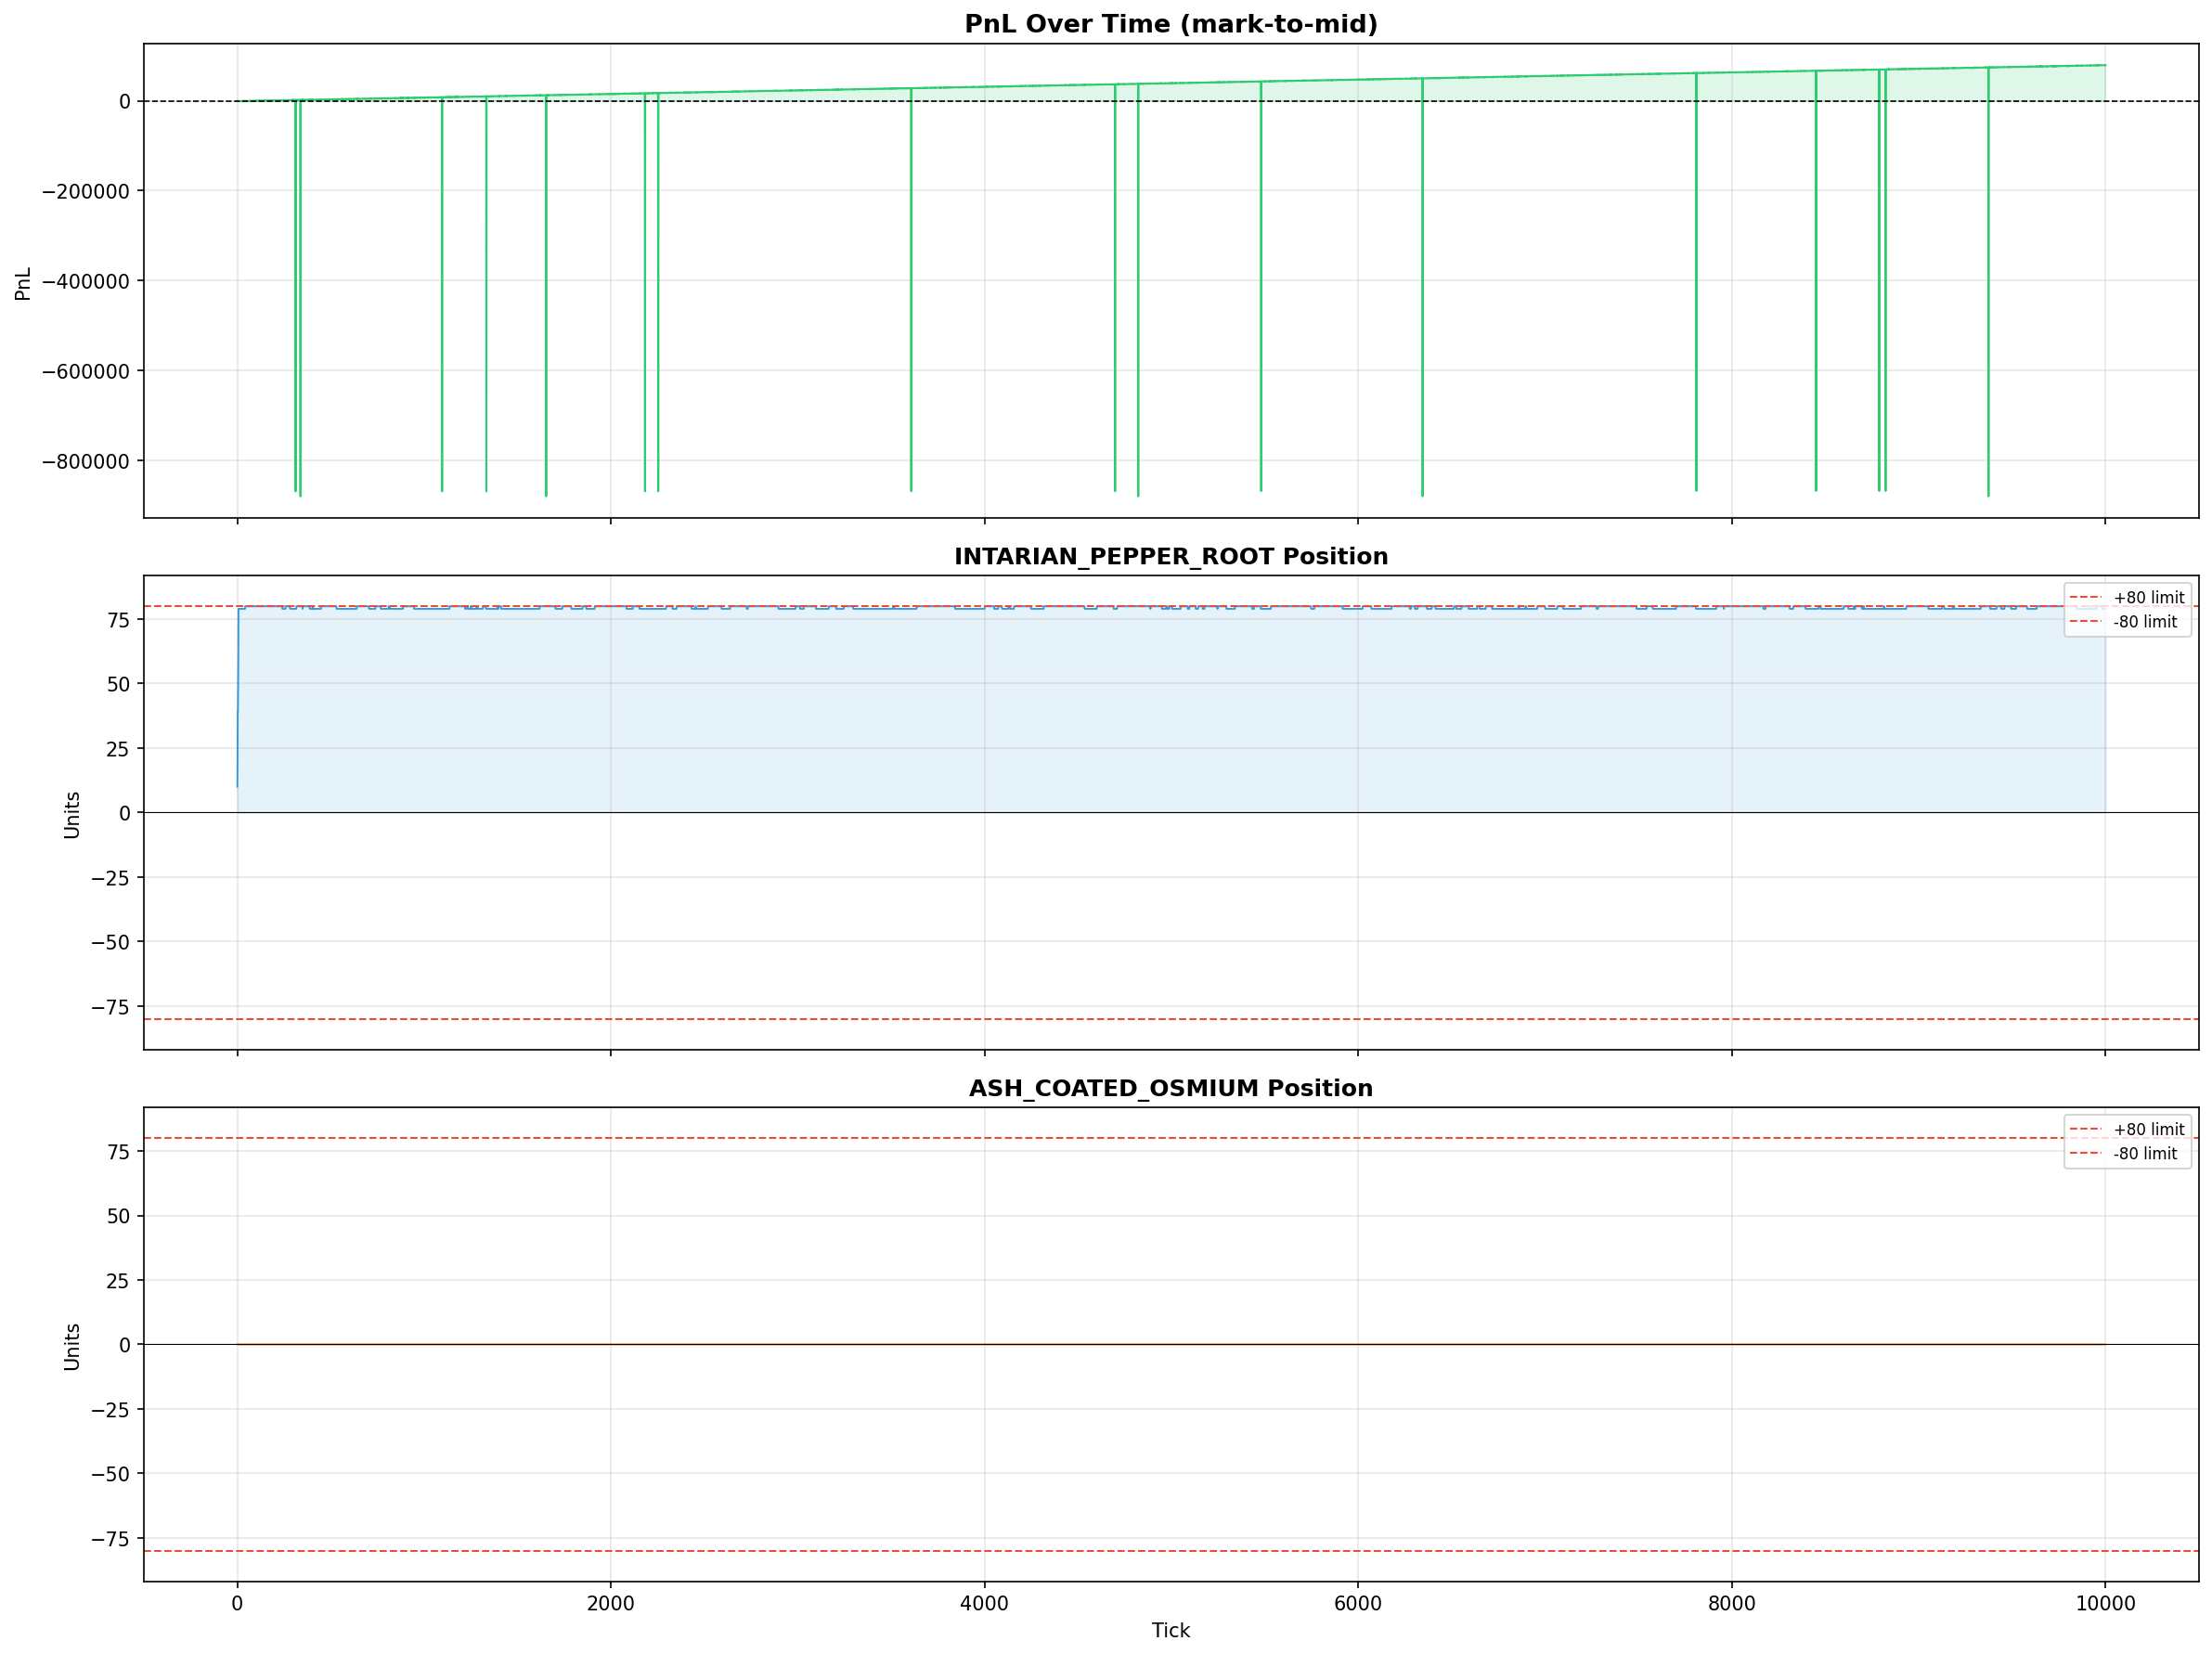 PnL Over Time (mark-to-mid)
PnL
0
−200000
−400000
−600000
−800000
INTARIAN_PEPPER_ROOT Position
Units
75
50
25
0
−25
−50
−75
+80 limit
-80 limit
ASH_COATED_OSMIUM Position
Units
75
50
25
0
−25
−50
−75
+80 limit
-80 limit
0 2000 4000 6000 8000 10000
Tick